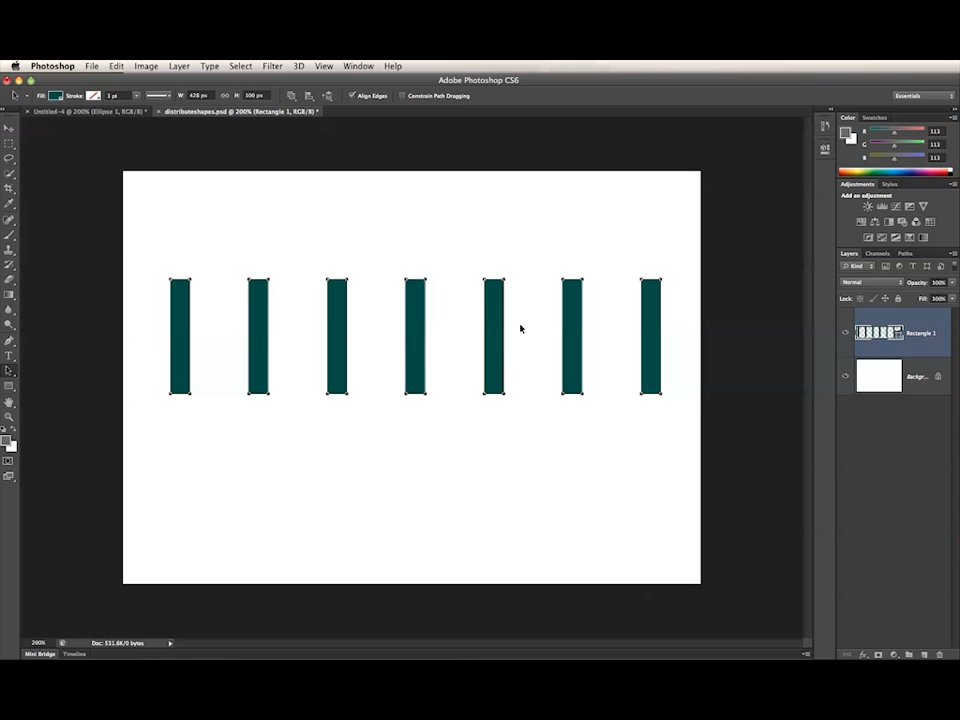 Photoshop File Edit Image Layer Type Select Filter 3D View Window Help
Adobe Photoshop CS6
Fill: Stroke: 3 pt W: 428 px H: 100 px Align Edges Constrain Path Dragging Essentials
Untitled-4 @ 200% (Ellipse 1, RGB/8) * distributeshapes.psd @ 200% (Rectangle 1, RGB/8) *
Color Swatches
R 113
G 113
B 113
Adjustments Styles
Add an adjustment
Layers Channels Paths
Kind
Normal Opacity: 100%
Lock: Fill: 100%
Rectangle 1
Backgr...
200% Doc: 531.6K/0 bytes
Mini Bridge Timeline